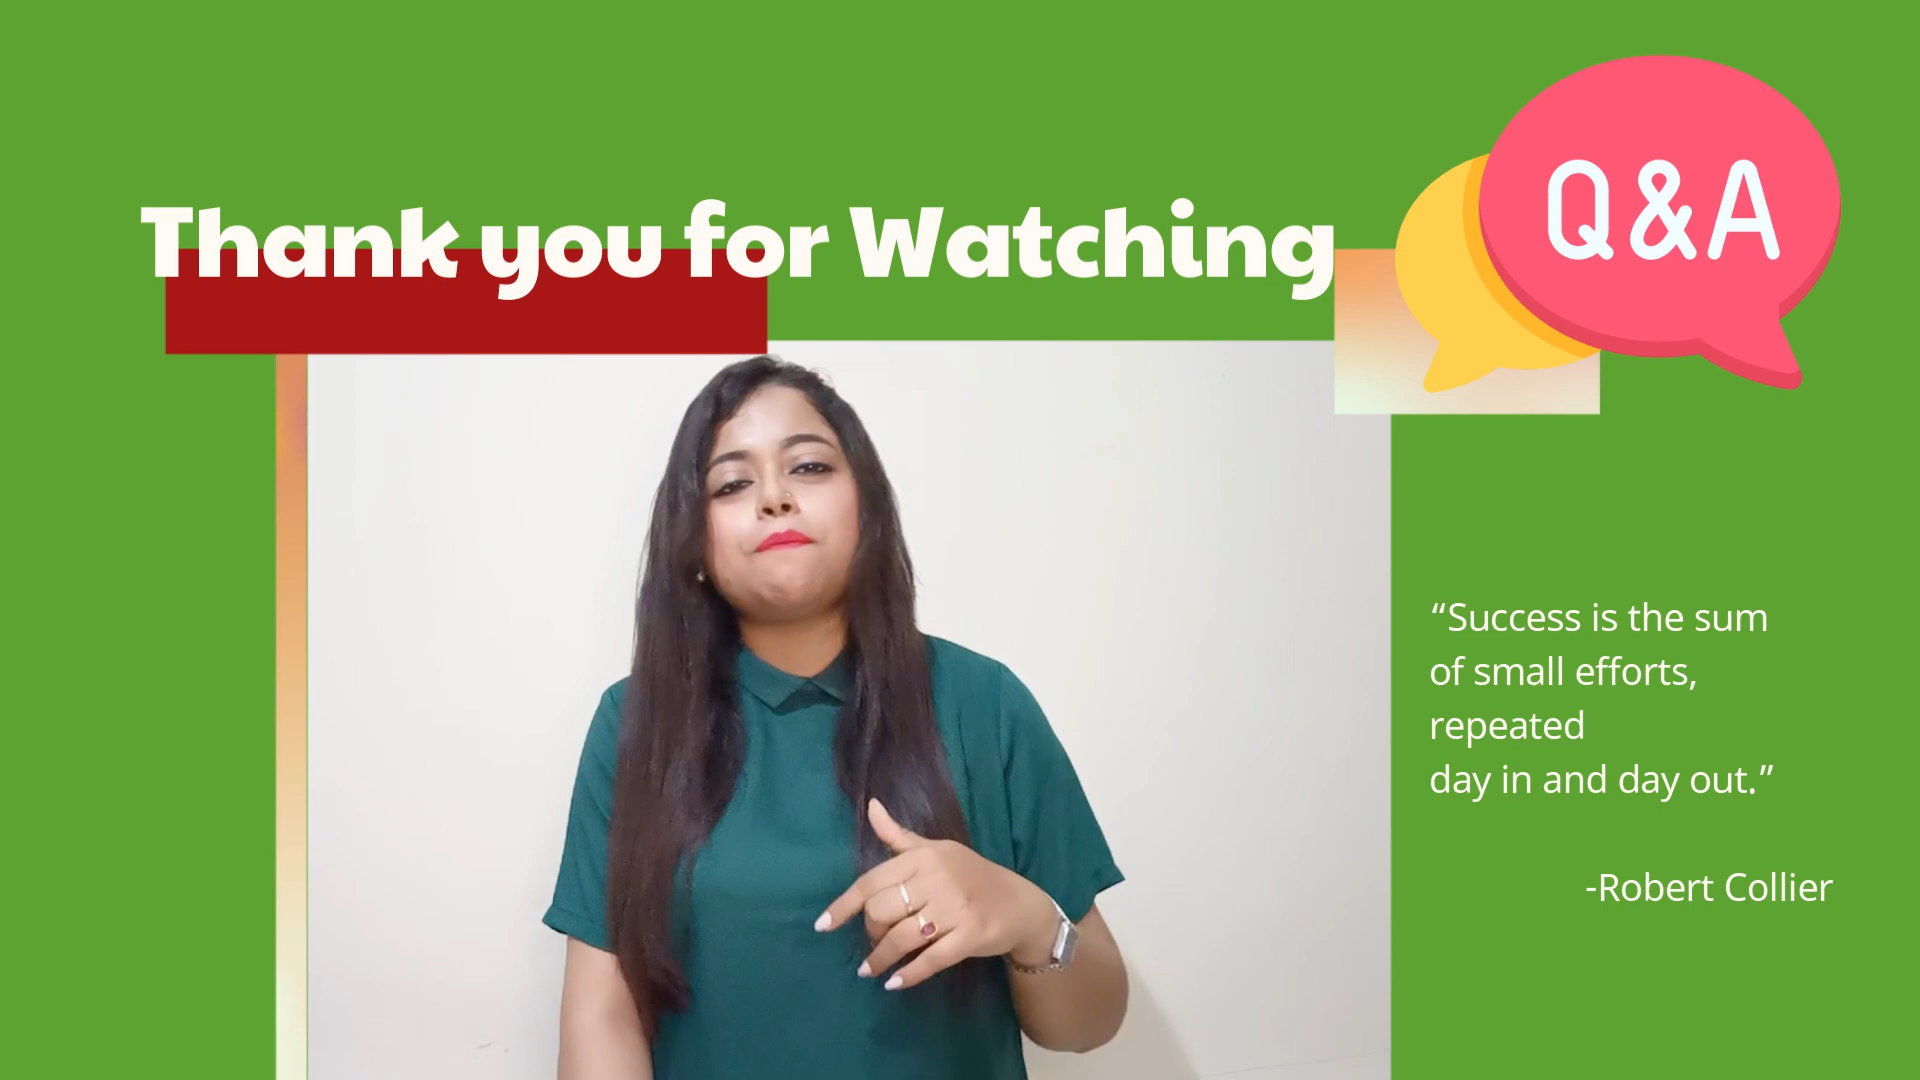 Thank you for Watching
Q&A
“Success is the sum
of small efforts,
repeated
day in and day out.”
-Robert Collier